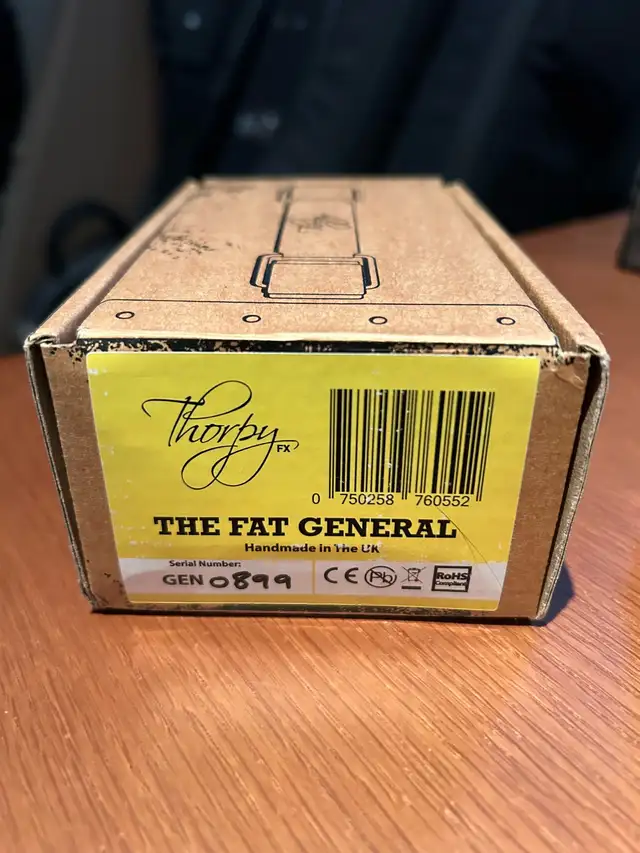 Thorpy FX
0 750258 760552
THE FAT GENERAL
Handmade in The UK
Serial Number:
GEN 0899
CE Pb RoHS
Compliant